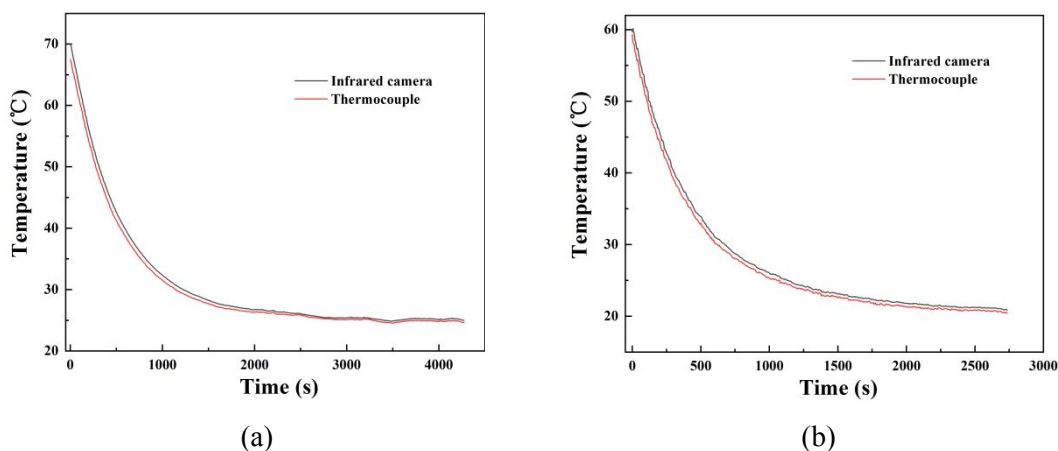 70
60
50
40
30
20
Temperature (℃)
Infrared camera
Thermocouple
0
1000
2000
3000
4000
Time (s)
(a)
60
50
40
30
20
Temperature (℃)
Infrared camera
Thermocouple
0
500
1000
1500
2000
2500
3000
Time (s)
(b)